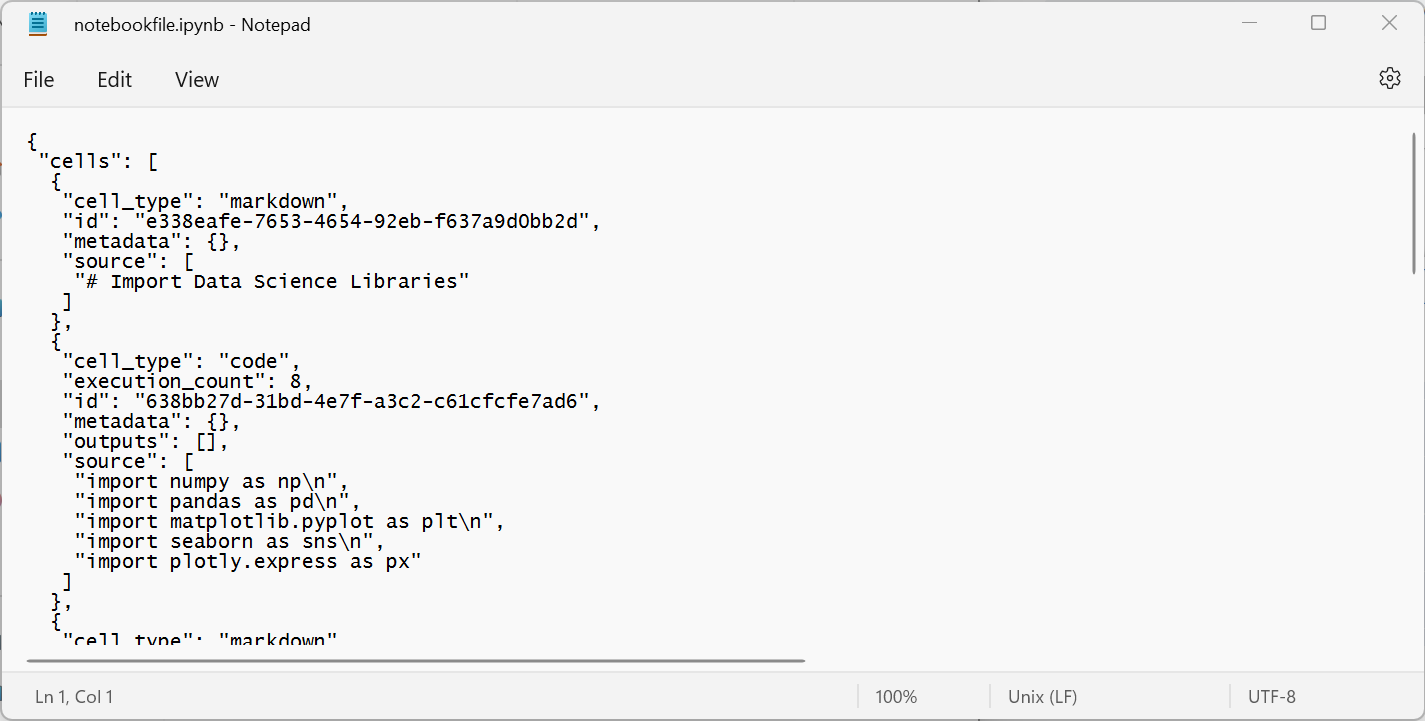 notebookfile.ipynb - Notepad
File Edit View
{
 "cells": [
  {
   "cell_type": "markdown",
   "id": "e338eafe-7653-4654-92eb-f637a9d0bb2d",
   "metadata": {},
   "source": [
    "# Import Data Science Libraries"
   ]
  },
  {
   "cell_type": "code",
   "execution_count": 8,
   "id": "638bb27d-31bd-4e7f-a3c2-c61cfcfe7ad6",
   "metadata": {},
   "outputs": [],
   "source": [
    "import numpy as np\n",
    "import pandas as pd\n",
    "import matplotlib.pyplot as plt\n",
    "import seaborn as sns\n",
    "import plotly.express as px"
   ]
  },
  {
   "cell_type": "markdown"
Ln 1, Col 1 100% Unix (LF) UTF-8